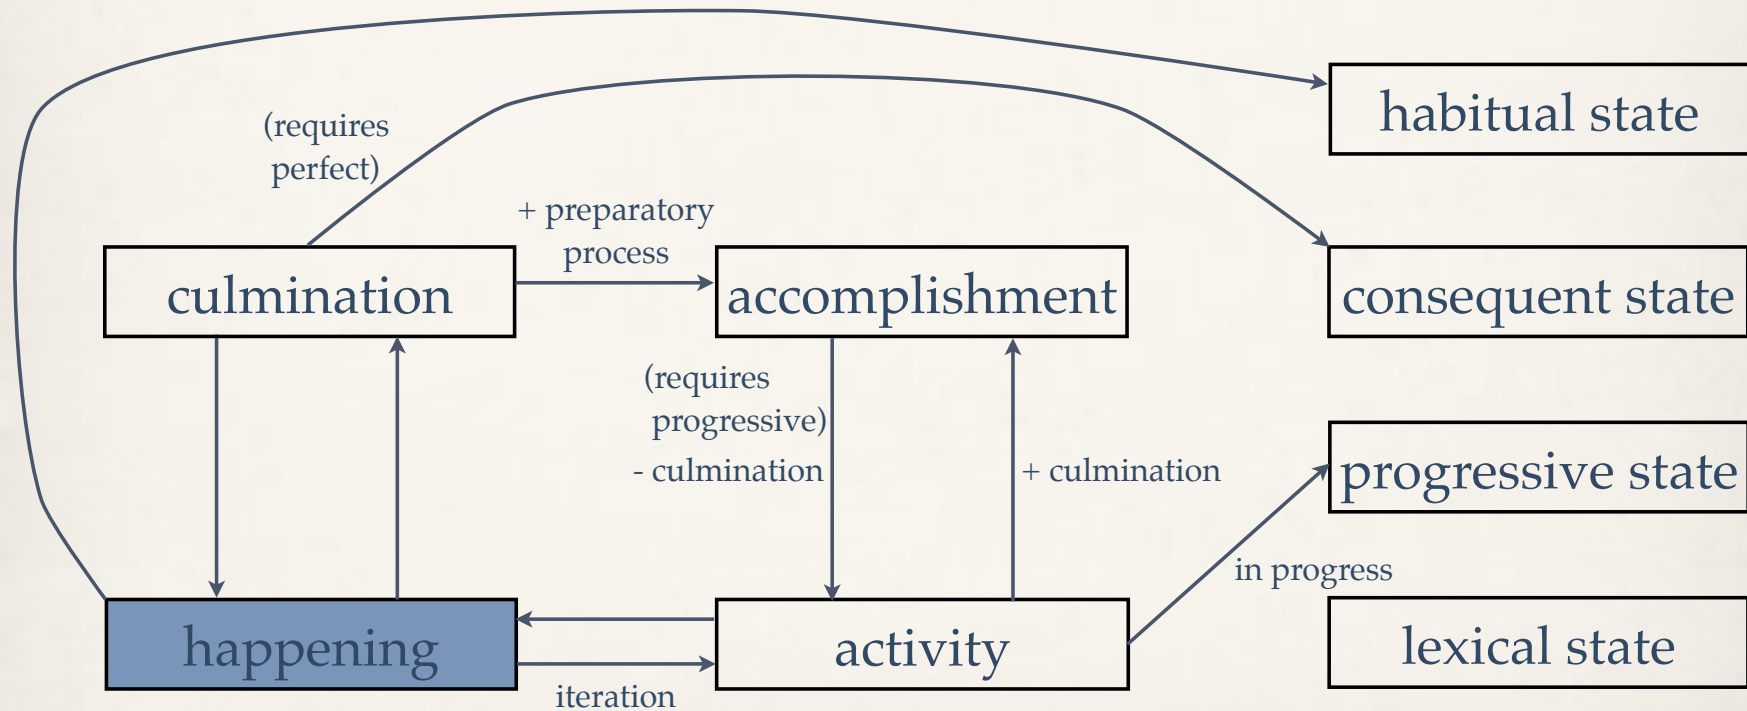 habitual state
(requires
perfect)
+ preparatory
process
culmination
accomplishment
consequent state
(requires
progressive)
- culmination
+ culmination
progressive state
in progress
happening
activity
lexical state
iteration